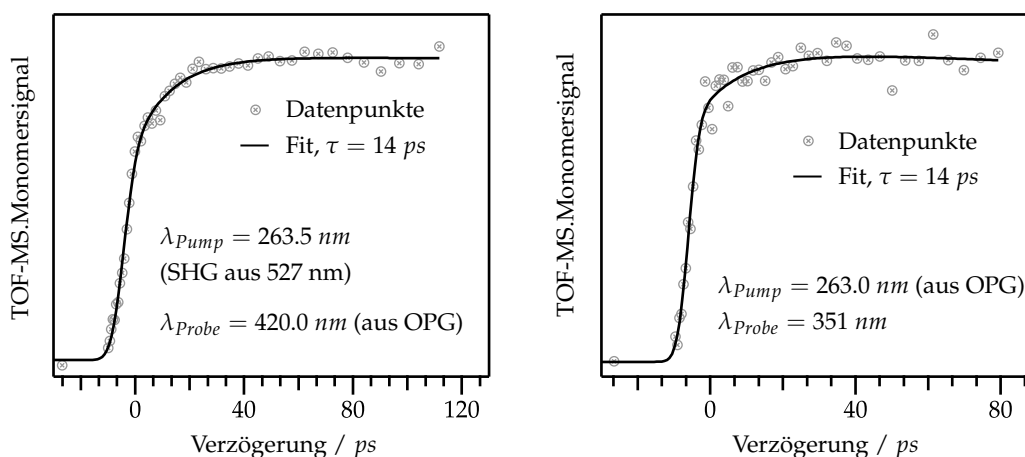 TOF-MS.Monomersignal
Datenpunkte
Fit, τ = 14 ps
λPump = 263.5 nm
(SHG aus 527 nm)
λProbe = 420.0 nm (aus OPG)
0 40 80 120
Verzögerung / ps
TOF-MS.Monomersignal
Datenpunkte
Fit, τ = 14 ps
λPump = 263.0 nm (aus OPG)
λProbe = 351 nm
0 40 80
Verzögerung / ps